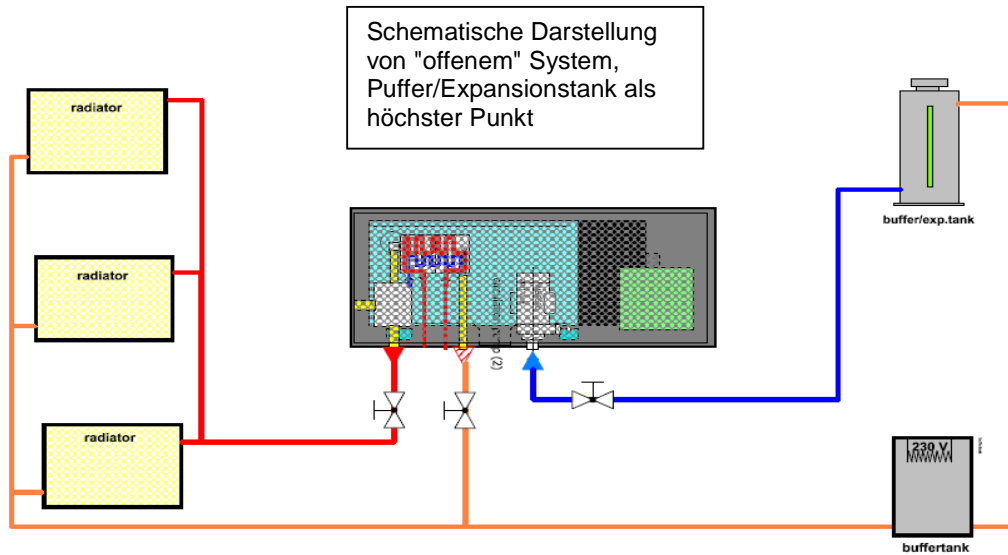 Schematische Darstellung
von "offenem" System,
Puffer/Expansionstank als
höchster Punkt
radiator
radiator
radiator
buffer/exp.tank
(2)
230 V
buffertank